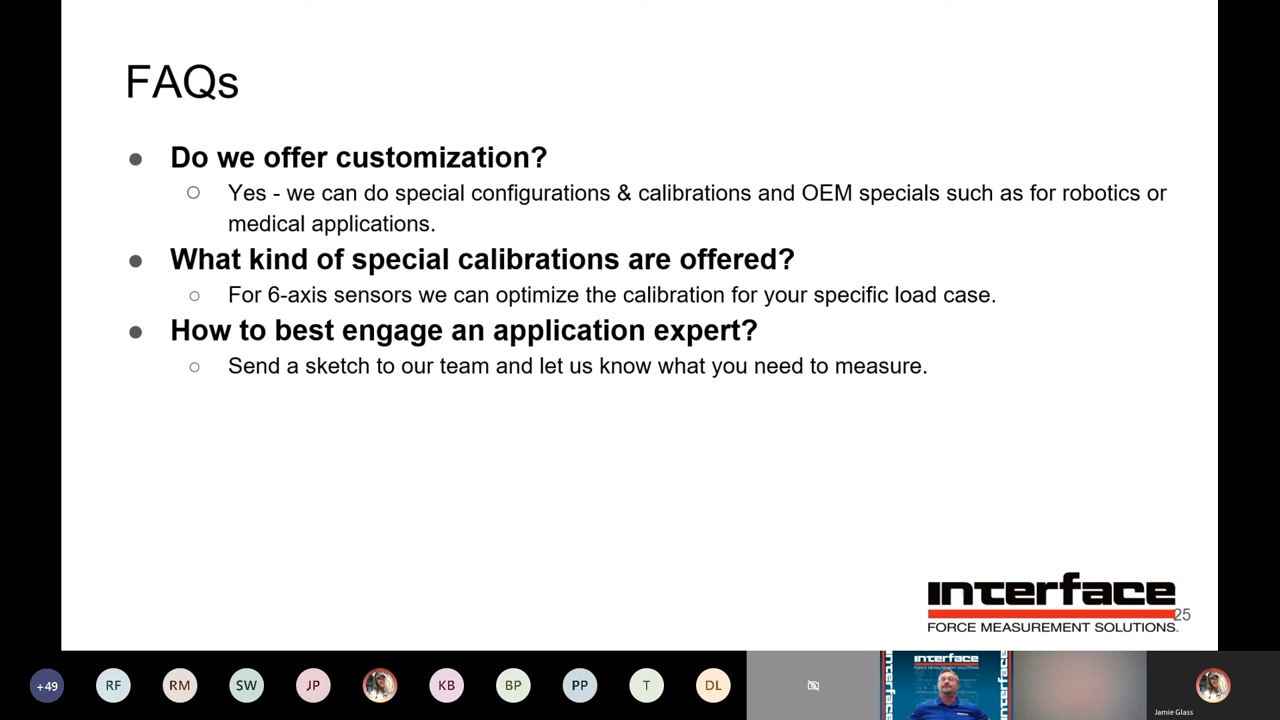 FAQs
● Do we offer customization?
○ Yes - we can do special configurations & calibrations and OEM specials such as for robotics or
medical applications.
● What kind of special calibrations are offered?
○ For 6-axis sensors we can optimize the calibration for your specific load case.
● How to best engage an application expert?
○ Send a sketch to our team and let us know what you need to measure.
interface
25
FORCE MEASUREMENT SOLUTIONS.
+49
RF
RM
SW
JP
KB
BP
PP
T
DL
interface
interface
interface
Jamie Glass